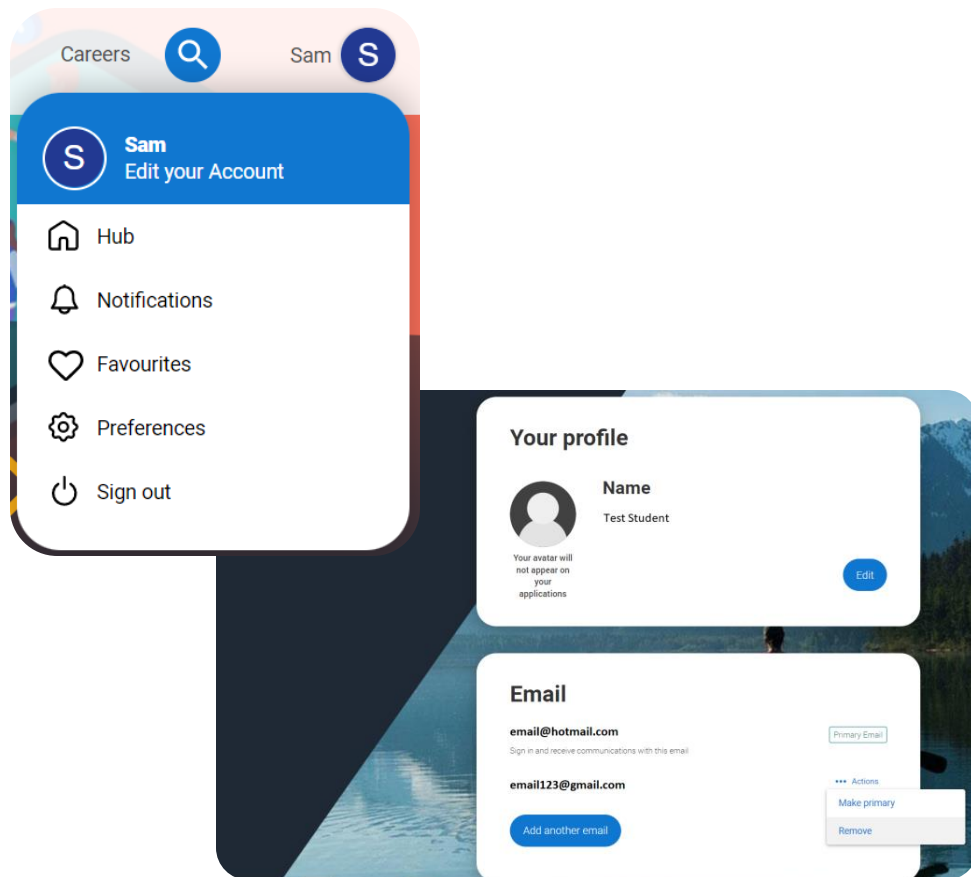 Careers
Sam
S
S
Sam
Edit your Account
Hub
Notifications
Favourites
Preferences
Sign out
Your profile
Name
Test Student
Your avatar will
not appear on
your
applications
Edit
Email
email@hotmail.com
Primary Email
Sign in and receive communications with this email
email123@gmail.com
••• Actions
Make primary
Remove
Add another email